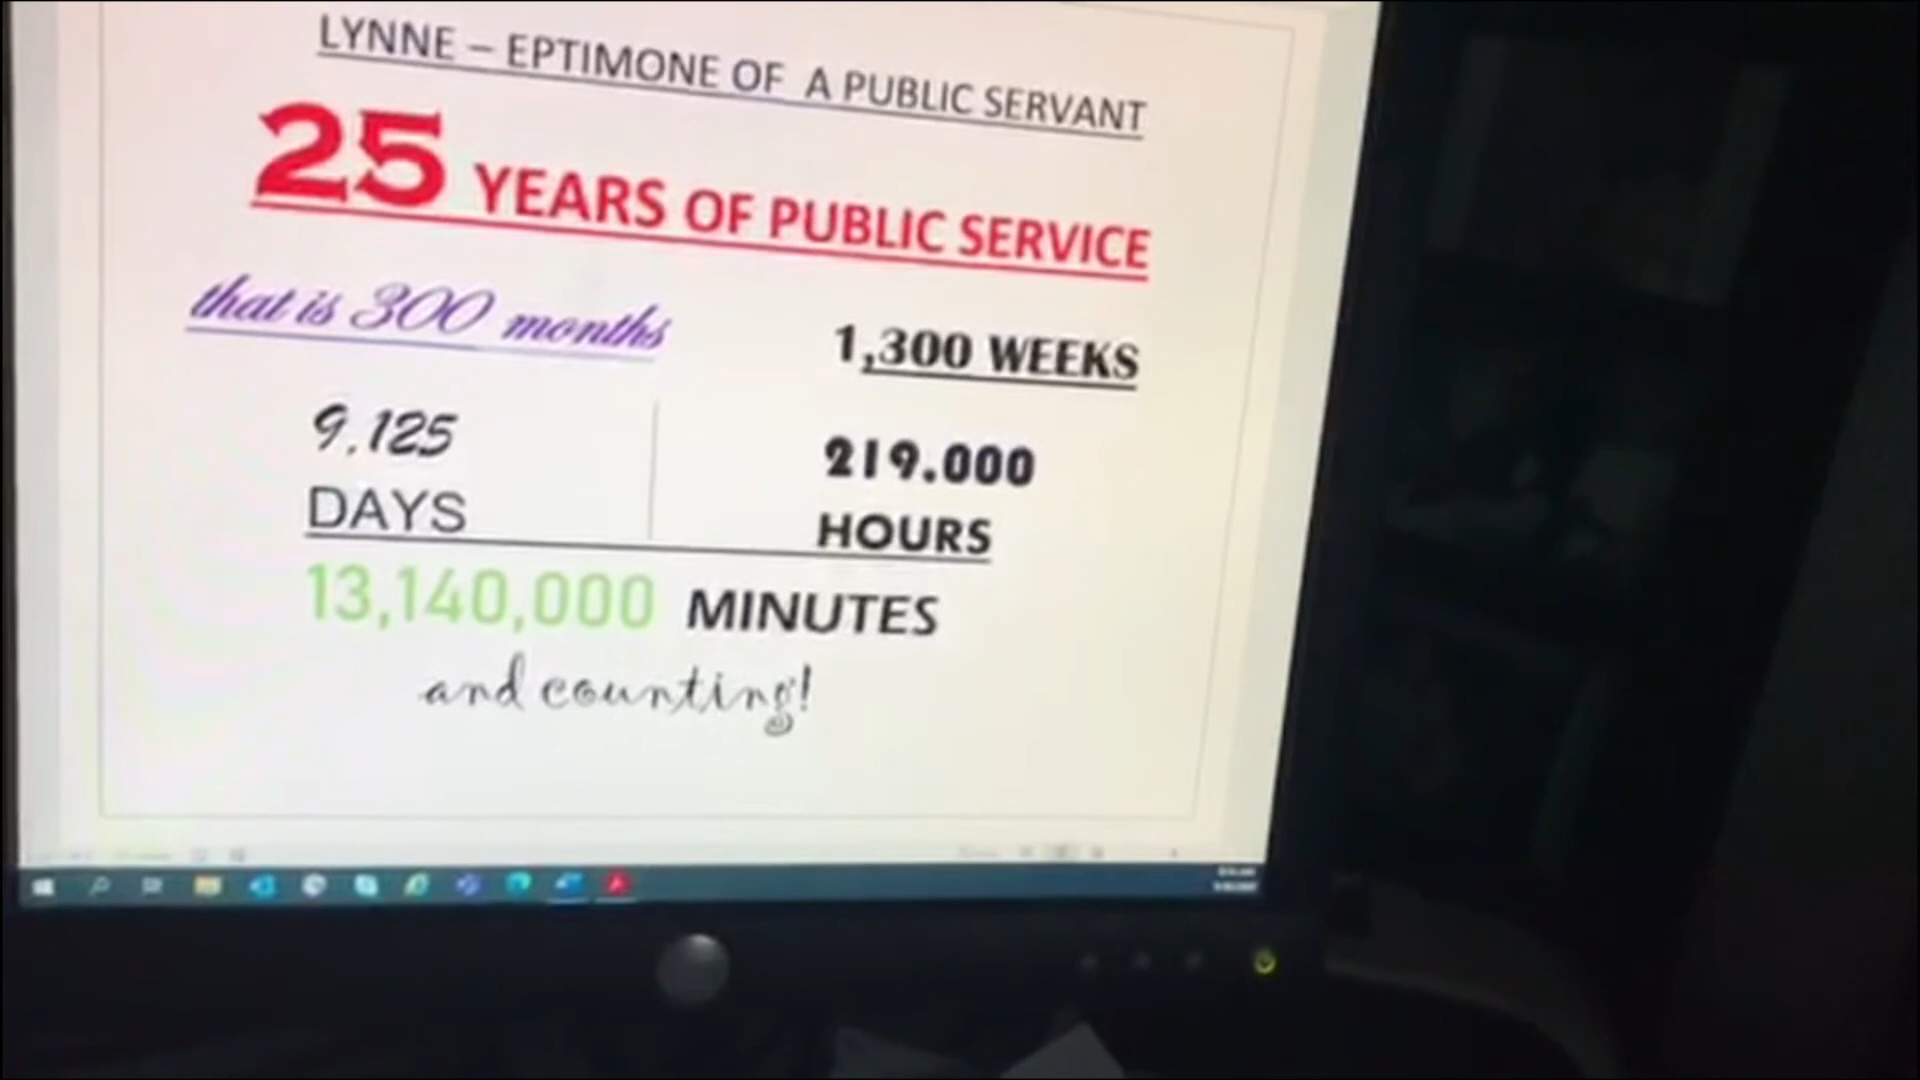 LYNNE – EPTIMONE OF A PUBLIC SERVANT
25 YEARS OF PUBLIC SERVICE
that is 300 months
1,300 WEEKS
9,125
DAYS
219.000
HOURS
13,140,000 MINUTES
and counting!